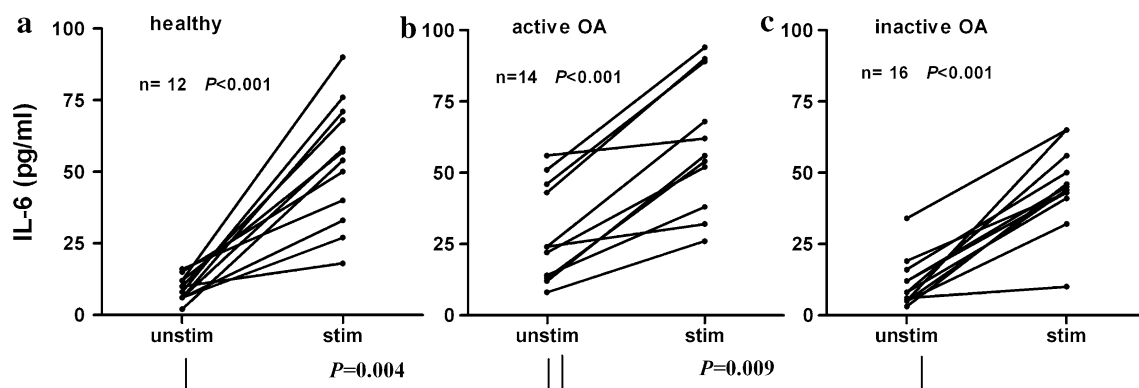 a healthy
b active OA
c inactive OA
n= 12 P<0.001
n=14 P<0.001
n= 16 P<0.001
IL-6 (pg/ml)
100
75
50
25
0
unstim stim
100
75
50
25
0
unstim stim
100
75
50
25
0
unstim stim
P=0.004
P=0.009